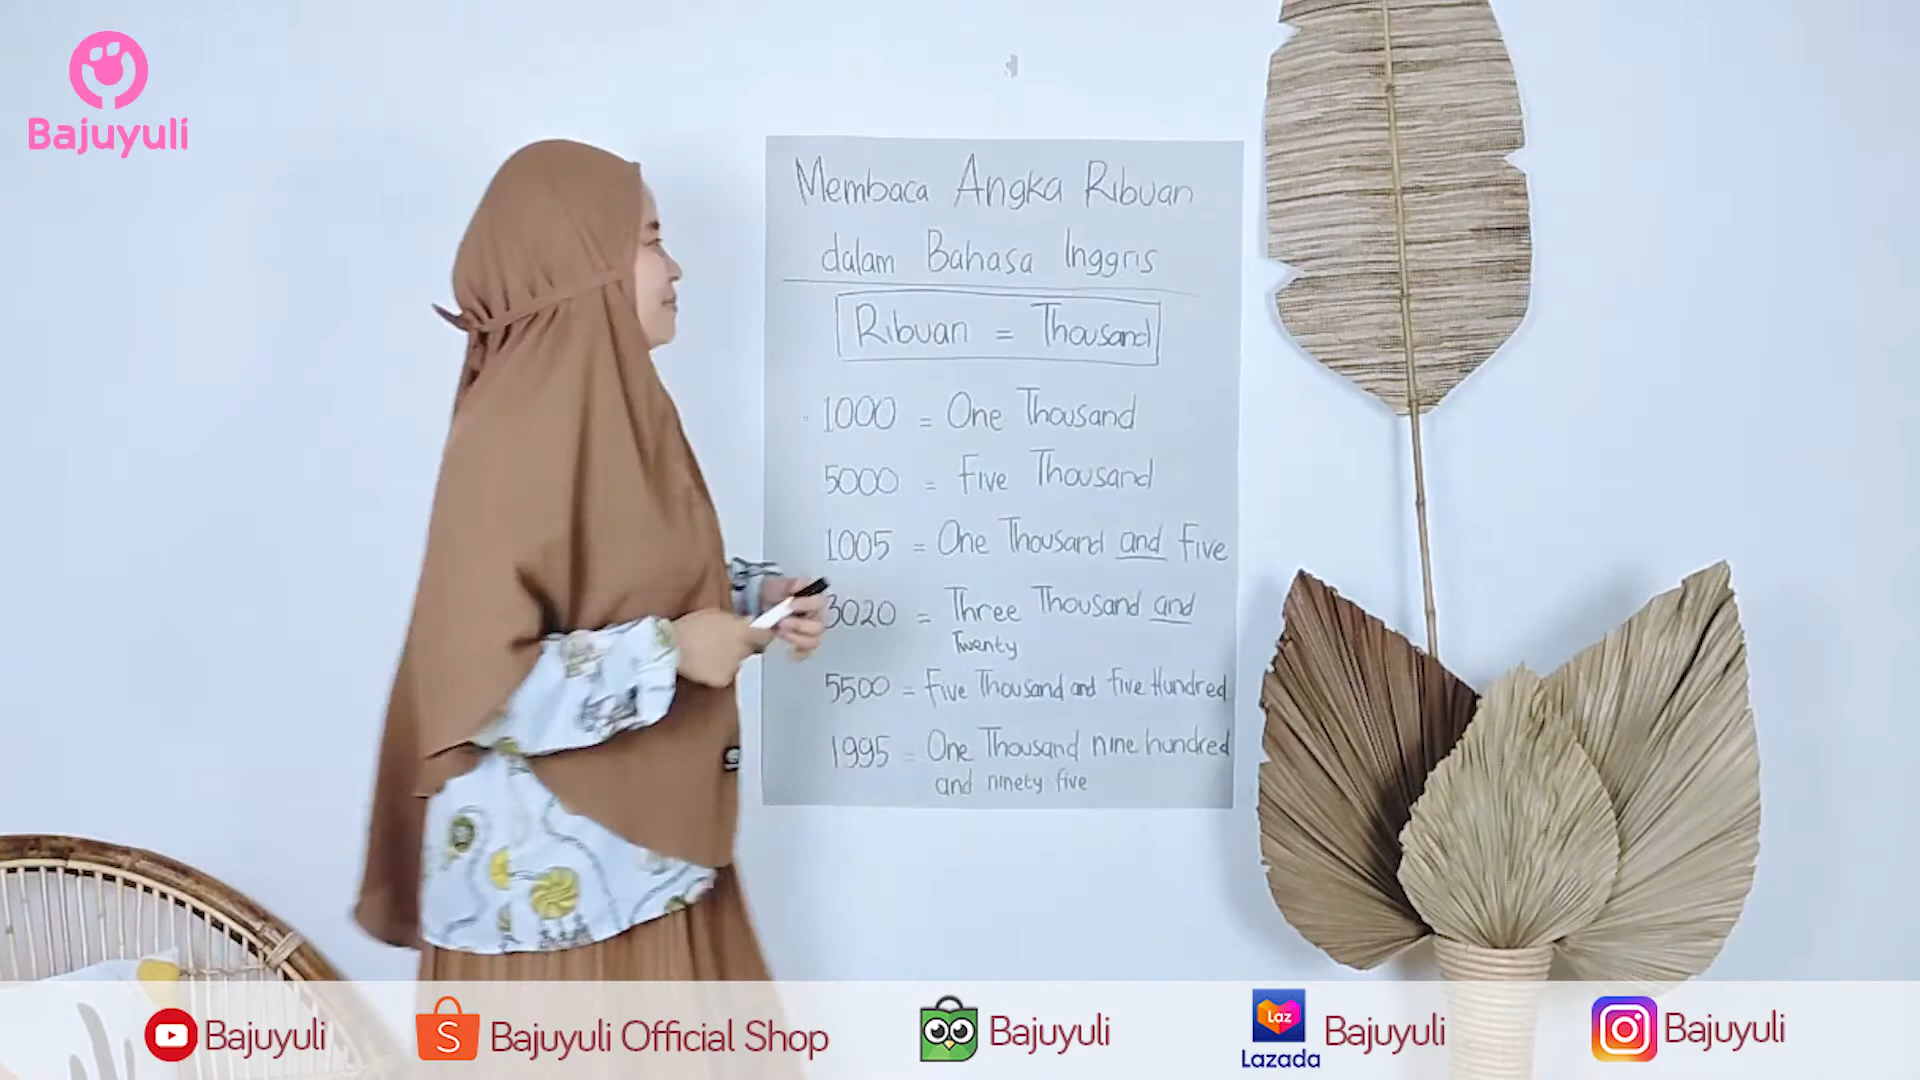 Bajuyuli
Membaca Angka Ribuan
dalam Bahasa Inggris
Ribuan = Thousand
1000 = One Thousand
5000 = Five Thousand
1005 = One Thousand and Five
3020 = Three Thousand and
Twenty
5500 = Five Thousand and Five Hundred
1995 = One Thousand nine hundred
and ninety five
Bajuyuli
S Bajuyuli Official Shop
Bajuyuli
Laz
Lazada Bajuyuli
Bajuyuli